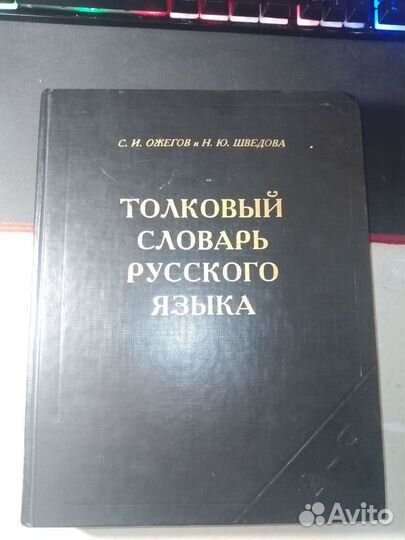 С. И. ОЖЕГОВ и Н. Ю. ШВЕДОВА
ТОЛКОВЫЙ
СЛОВАРЬ
РУССКОГО
ЯЗЫКА
А-Я
Avito